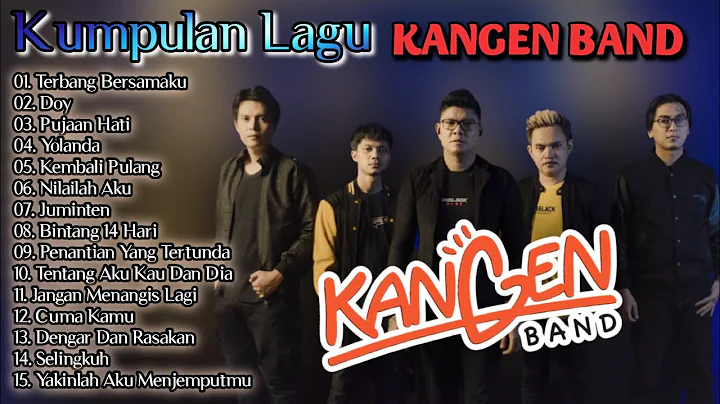 Kumpulan Lagu KANGEN BAND
01. Terbang Bersamaku
02. Doy
03. Pujaan Hati
04. Yolanda
05. Kembali Pulang
06. Nilailah Aku
07. Juminten
08. Bintang 14 Hari
09. Penantian Yang Tertunda
10. Tentang Aku Kau Dan Dia
11. Jangan Menangis Lagi
12. Cuma Kamu
13. Dengar Dan Rasakan
14. Selingkuh
15. Yakinlah Aku Menjemputmu
KANGEN
BAND